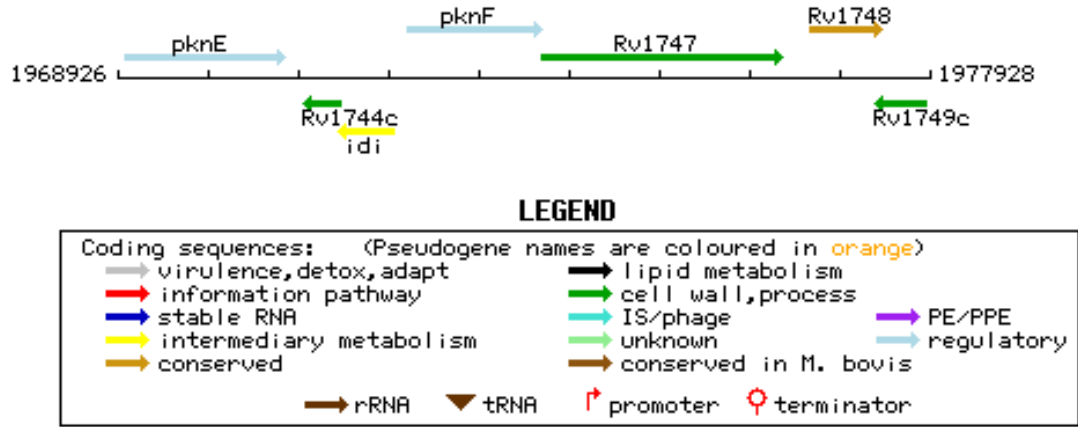 pknE
pknF
Rv1747
Rv1748
1968926
1977928
Rv1744c
idi
Rv1749c
LEGEND
Coding sequences: (Pseudogene names are coloured in orange)
virulence,detox,adapt
lipid metabolism
information pathway
cell wall,process
stable RNA
IS/phage
PE/PPE
intermediary metabolism
unknown
regulatory
conserved
conserved in M. bovis
rRNA
tRNA
promoter
terminator